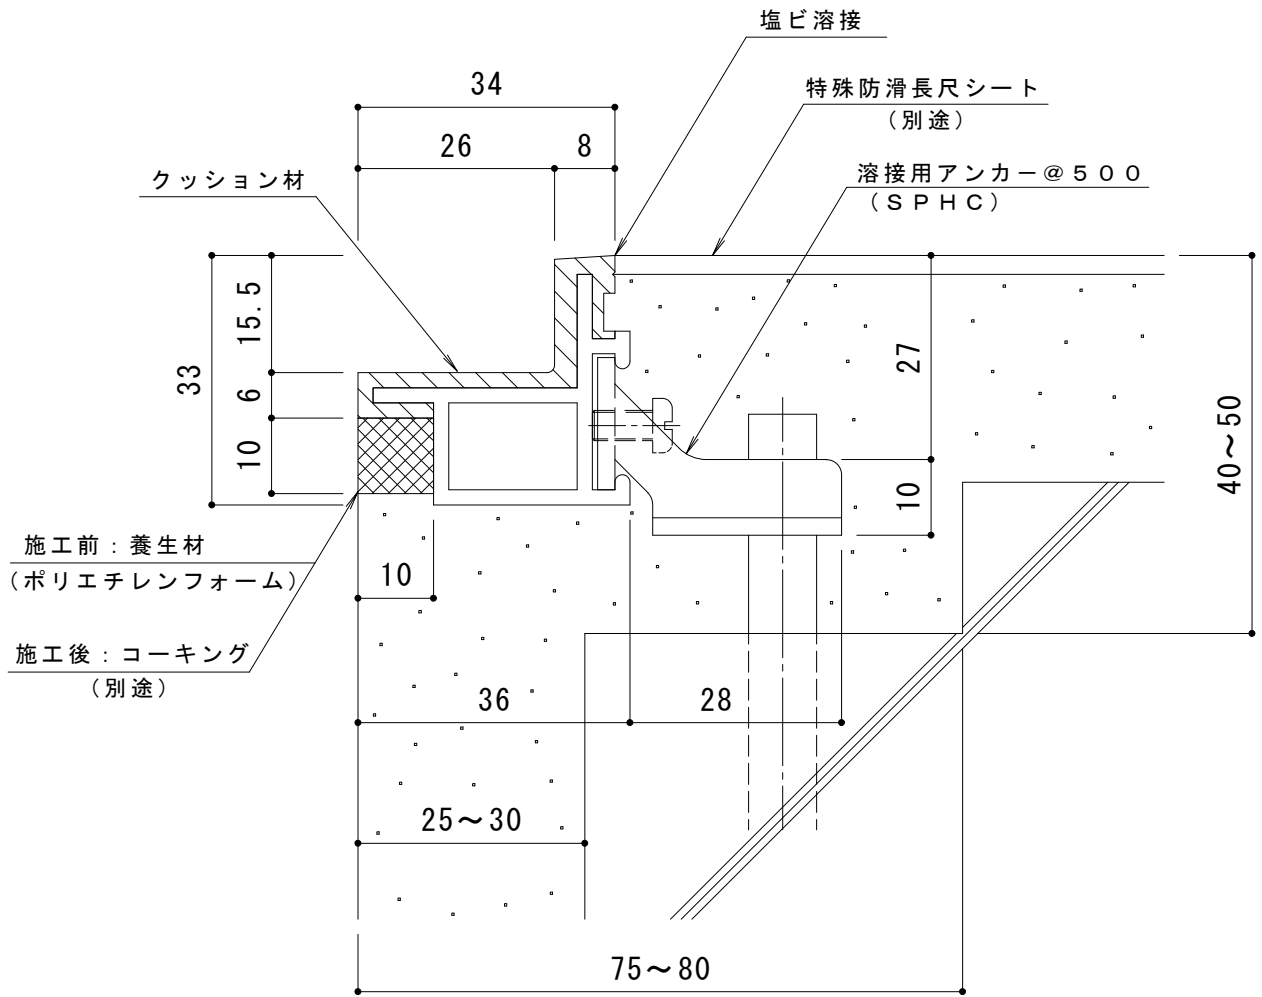 塩ビ溶接
34
特殊防滑長尺シート
(別途)
26
8
クッション材
溶接用アンカー@500
(SPHC)
15.5
33
6
10
27
10
40～50
施工前：養生材
(ポリエチレンフォーム)
10
施工後：コーキング
(別途)
36
28
25～30
75～80